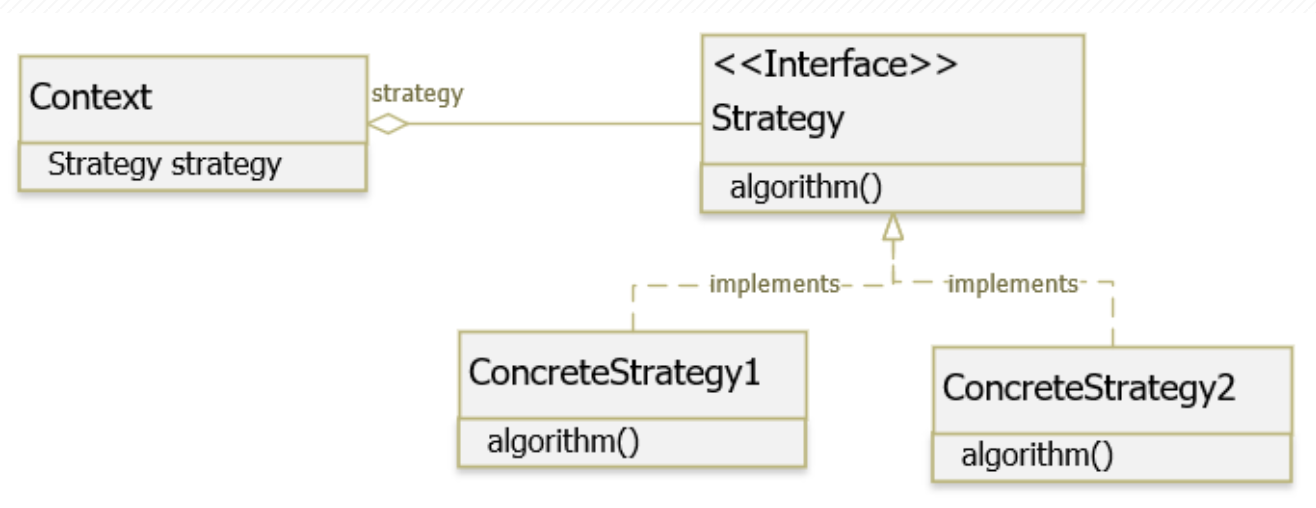 Context
Strategy strategy
strategy
<<Interface>>
Strategy
algorithm()
implements
implements
ConcreteStrategy1
algorithm()
ConcreteStrategy2
algorithm()